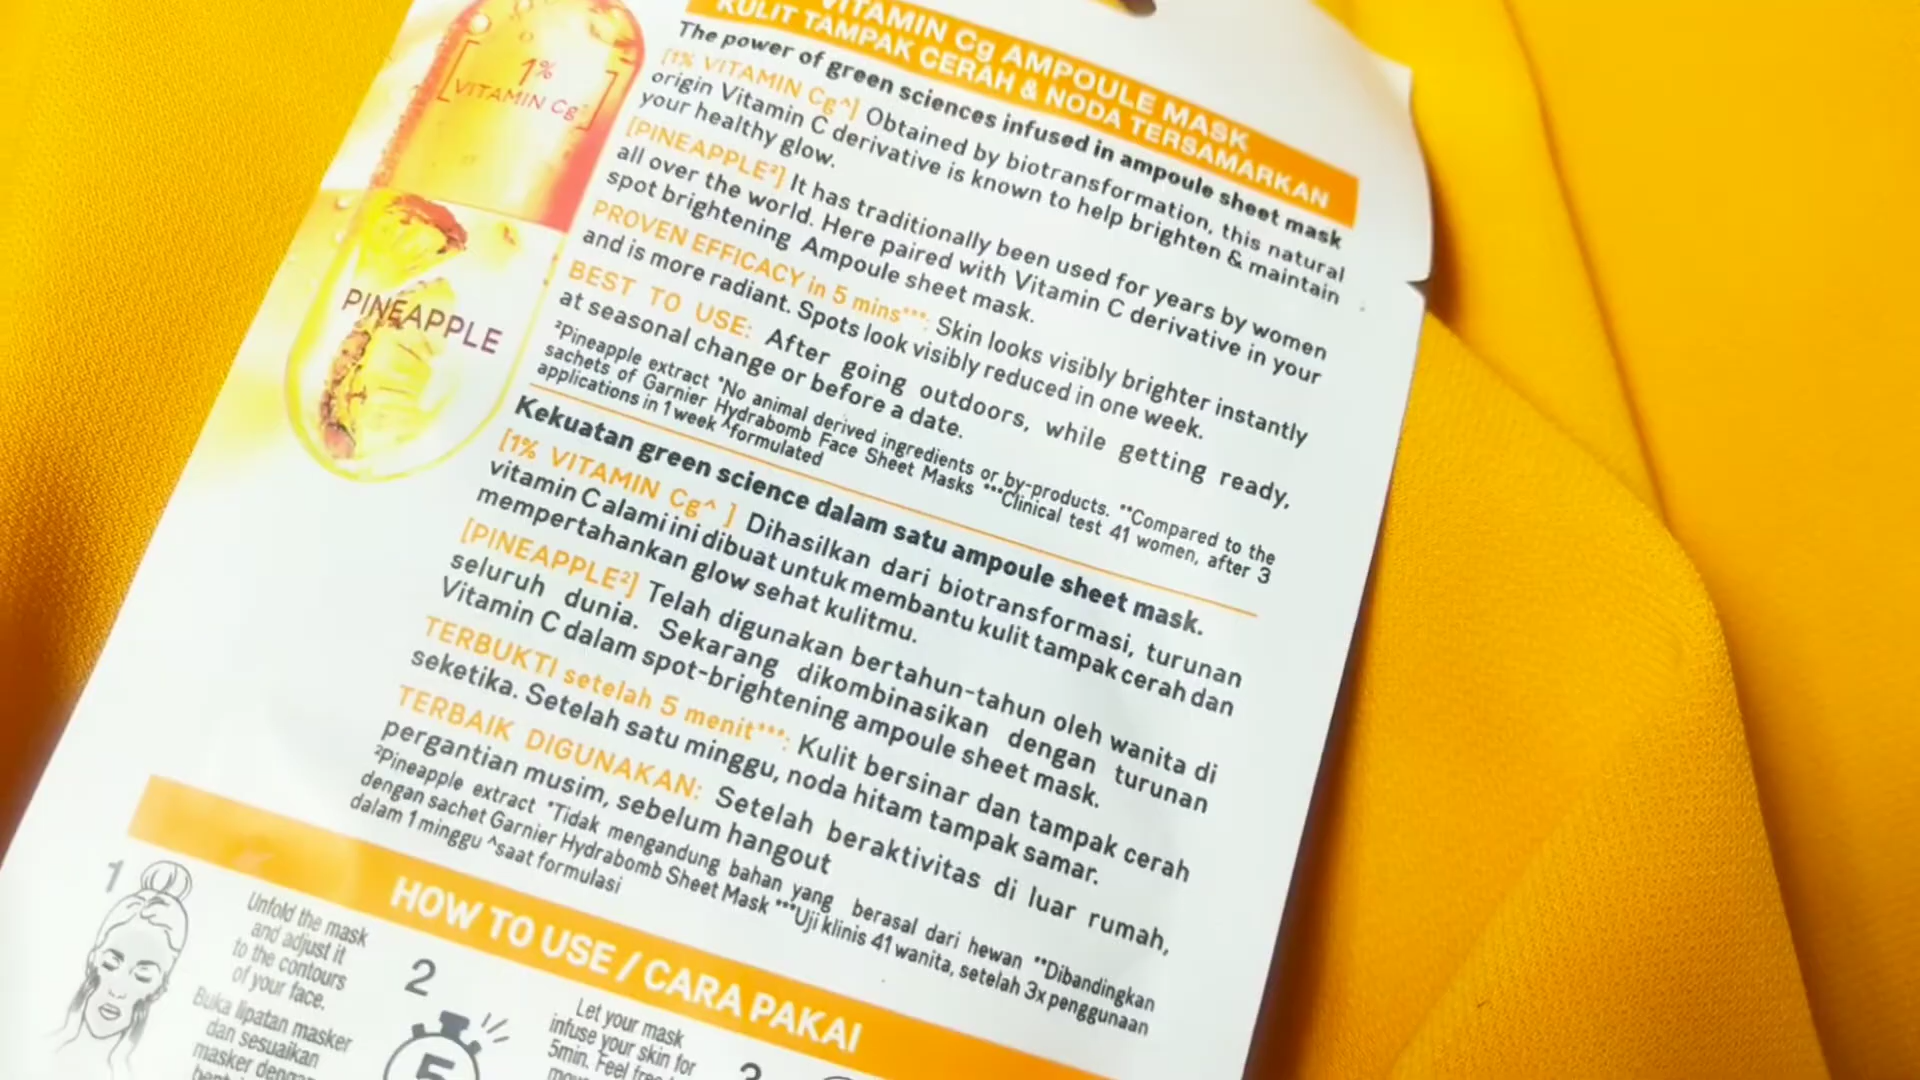 1%
[VITAMIN Cg^]
PINEAPPLE
VITAMIN Cg AMPOULE MASK
KULIT TAMPAK CERAH & NODA TERSAMARKAN
The power of green sciences infused in ampoule sheet mask
[1% VITAMIN Cg^] Obtained by biotransformation, this natural
origin Vitamin C derivative is known to help brighten & maintain
your healthy glow.
[PINEAPPLE²] It has traditionally been used for years by women
all over the world. Here paired with Vitamin C derivative in your
spot brightening Ampoule sheet mask.
PROVEN EFFICACY in 5 mins***: Skin looks visibly brighter instantly
and is more radiant. Spots look visibly reduced in one week.
BEST TO USE: After going outdoors, while getting ready,
at seasonal change or before a date.
²Pineapple extract *No animal derived ingredients or by-products. **Compared to the
sachets of Garnier Hydrabomb Face Sheet Masks ***Clinical test 41 women, after 3
applications in 1 week ^formulated
Kekuatan green science dalam satu ampoule sheet mask.
[1% VITAMIN Cg^ ] Dihasilkan dari biotransformasi, turunan
vitamin C alami ini dibuat untuk membantu kulit tampak cerah dan
mempertahankan glow sehat kulitmu.
[PINEAPPLE²] Telah digunakan bertahun-tahun oleh wanita di
seluruh dunia. Sekarang dikombinasikan dengan turunan
Vitamin C dalam spot-brightening ampoule sheet mask.
TERBUKTI setelah 5 menit***: Kulit bersinar dan tampak cerah
seketika. Setelah satu minggu, noda hitam tampak samar.
TERBAIK DIGUNAKAN: Setelah beraktivitas di luar rumah,
pergantian musim, sebelum hangout
²Pineapple extract *Tidak mengandung bahan yang berasal dari hewan **Dibandingkan
dengan sachet Garnier Hydrabomb Sheet Mask ***Uji klinis 41 wanita, setelah 3x penggunaan
dalam 1 minggu ^saat formulasi
HOW TO USE / CARA PAKAI
1
Unfold the mask
and adjust it
to the contours
of your face.
Buka lipatan masker
dan sesuaikan
masker dengan
2
5
Let your mask
infuse your skin for
5min. Feel free
3